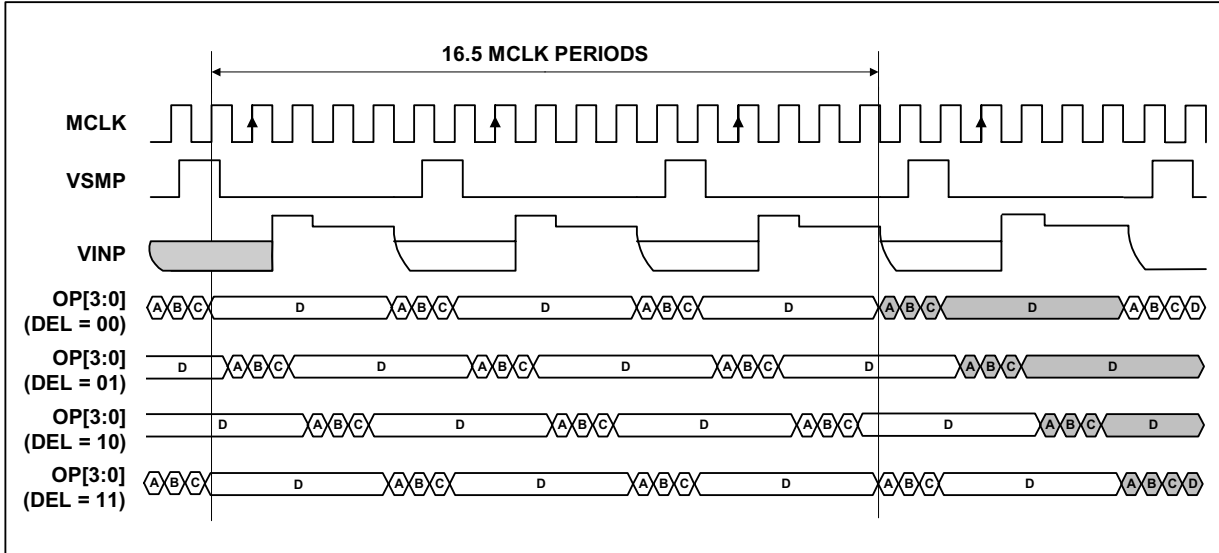 16.5 MCLK PERIODS
MCLK
VSMP
VINP
OP[3:0]
(DEL = 00)
A B C D A B C D A B C D A B C D A B C D
OP[3:0]
(DEL = 01)
D A B C D A B C D A B C D A B C D
OP[3:0]
(DEL = 10)
D A B C D A B C D A B C D A B C D
OP[3:0]
(DEL = 11)
A B C D A B C D A B C D A B C D A B C D